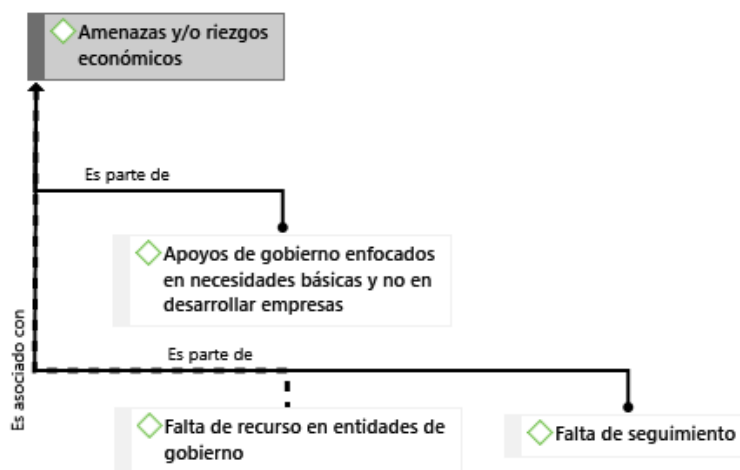 Amenazas y/o riezgos
económicos
Es parte de
Apoyos de gobierno enfocados
en necesidades básicas y no en
desarrollar empresas
Es asociado con
Es parte de
Falta de recurso en entidades de
gobierno
Falta de seguimiento